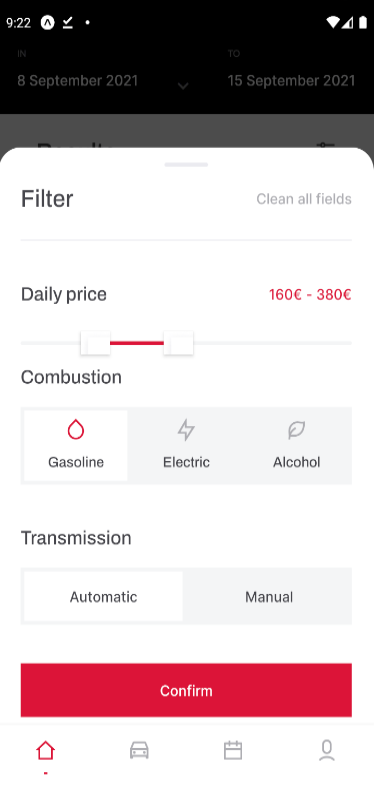 9:22
IN
TO
8 September 2021
15 September 2021
Filter
Clean all fields
Daily price
160€ - 380€
Combustion
Gasoline
Electric
Alcohol
Transmission
Automatic
Manual
Confirm